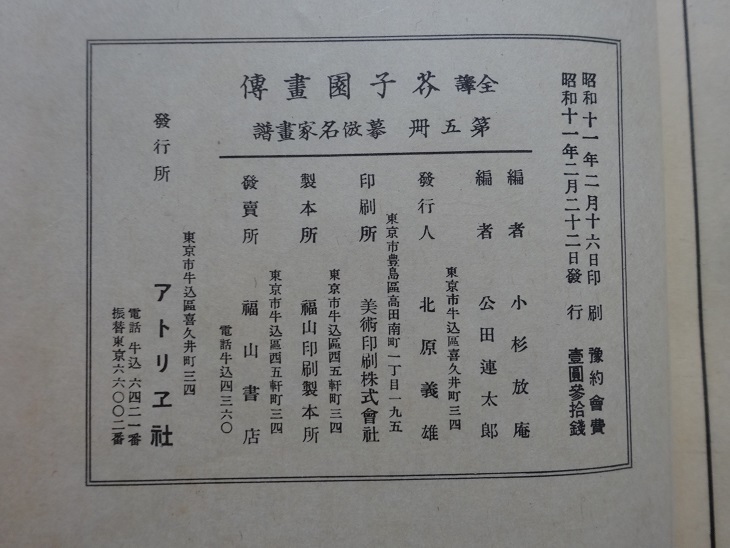 昭和十一年二月十六日印刷
昭和十一年二月二十二日發行
豫約會費
壹圓參拾錢
全譯芥子園畫傳
第五冊 摹倣名家畫譜
編者 小杉放庵
編者 公田連太郎
東京市牛込區喜久井町三四
發行人 北原義雄
東京市豊島區高田南町一丁目一九五
印刷所 美術印刷株式會社
東京市牛込區西五軒町三四
製本所 福山印刷製本所
東京市牛込區西五軒町三四
發賣所 福山書店
電話牛込四三六〇
東京市牛込區喜久井町三四
發行所 アトリヱ社
電話 牛込 六四二一番
振替東京六六〇〇二番